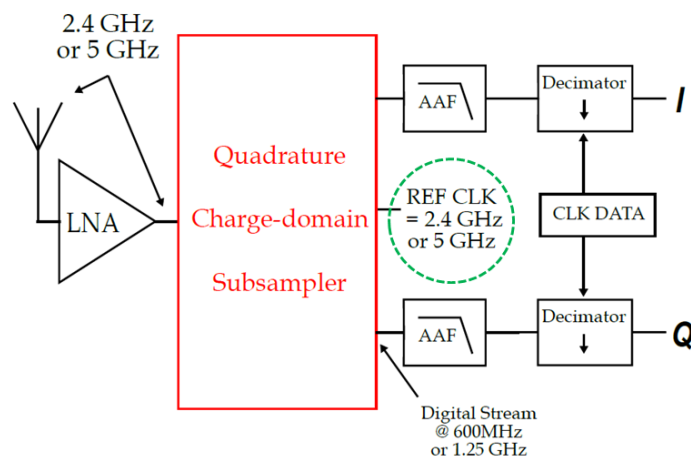 2.4 GHz
or 5 GHz
LNA
Quadrature
Charge-domain
Subsampler
AAF
Decimator
I
REF CLK
= 2.4 GHz
or 5 GHz
CLK DATA
AAF
Decimator
Q
Digital Stream
@ 600MHz
or 1.25 GHz